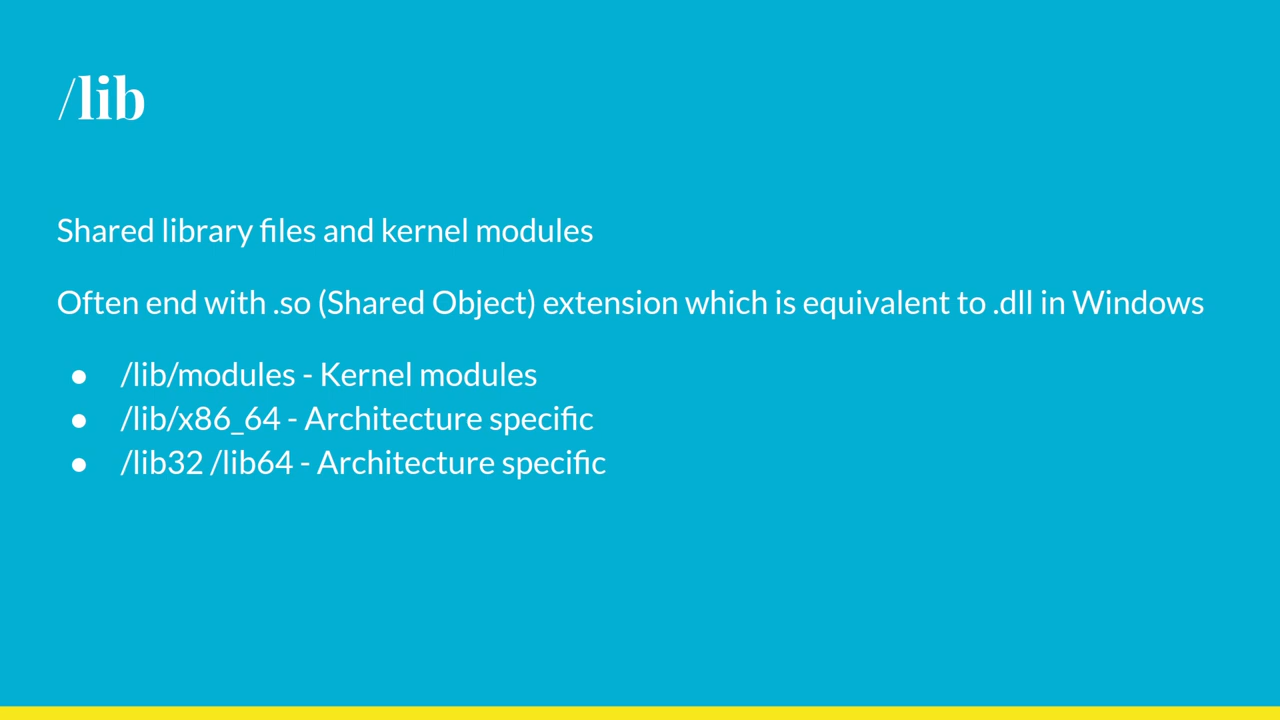 /lib
Shared library files and kernel modules
Often end with .so (Shared Object) extension which is equivalent to .dll in Windows
● /lib/modules - Kernel modules
● /lib/x86_64 - Architecture specific
● /lib32 /lib64 - Architecture specific